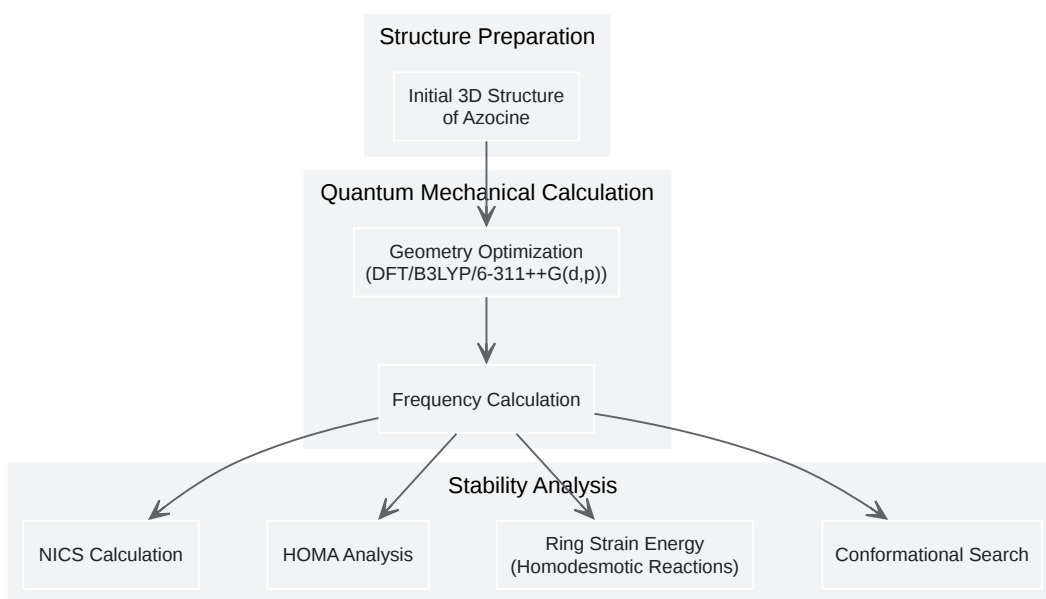 Structure Preparation
Initial 3D Structure
of Azocine
Quantum Mechanical Calculation
Geometry Optimization
(DFT/B3LYP/6-311++G(d,p))
Frequency Calculation
Stability Analysis
NICS Calculation
HOMA Analysis
Ring Strain Energy
(Homodesmotic Reactions)
Conformational Search